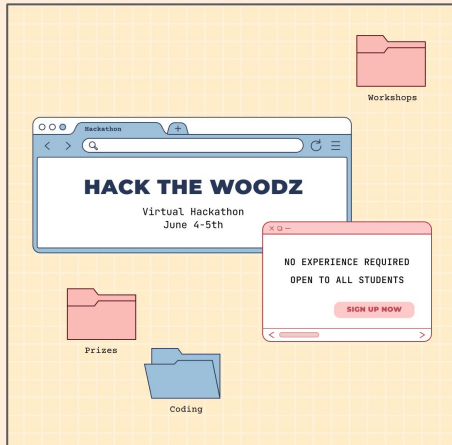 Workshops
Hackathon
HACK THE WOODZ
Virtual Hackathon
June 4-5th
NO EXPERIENCE REQUIRED
OPEN TO ALL STUDENTS
SIGN UP NOW
Prizes
Coding